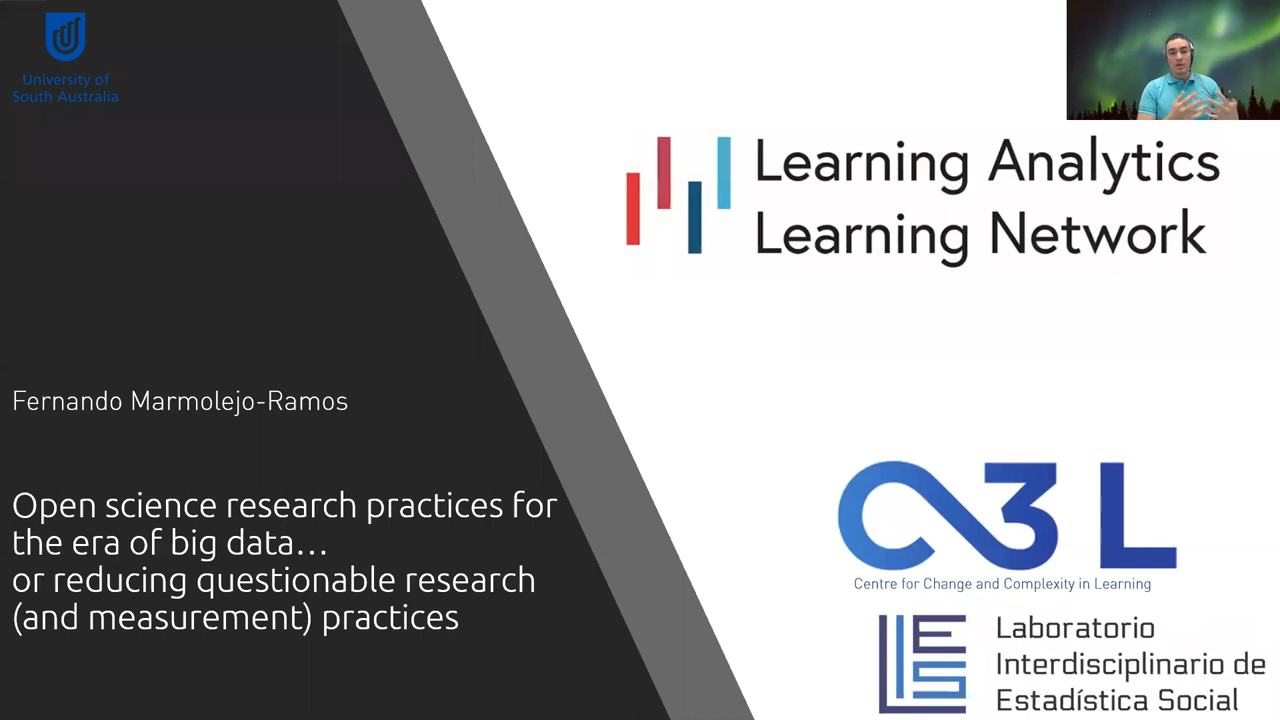 University of
South Australia
Learning Analytics
Learning Network
Fernando Marmolejo-Ramos
Open science research practices for
the era of big data…
or reducing questionable research
(and measurement) practices
C3L
Centre for Change and Complexity in Learning
LIES
Laboratorio
Interdisciplinario de
Estadística Social